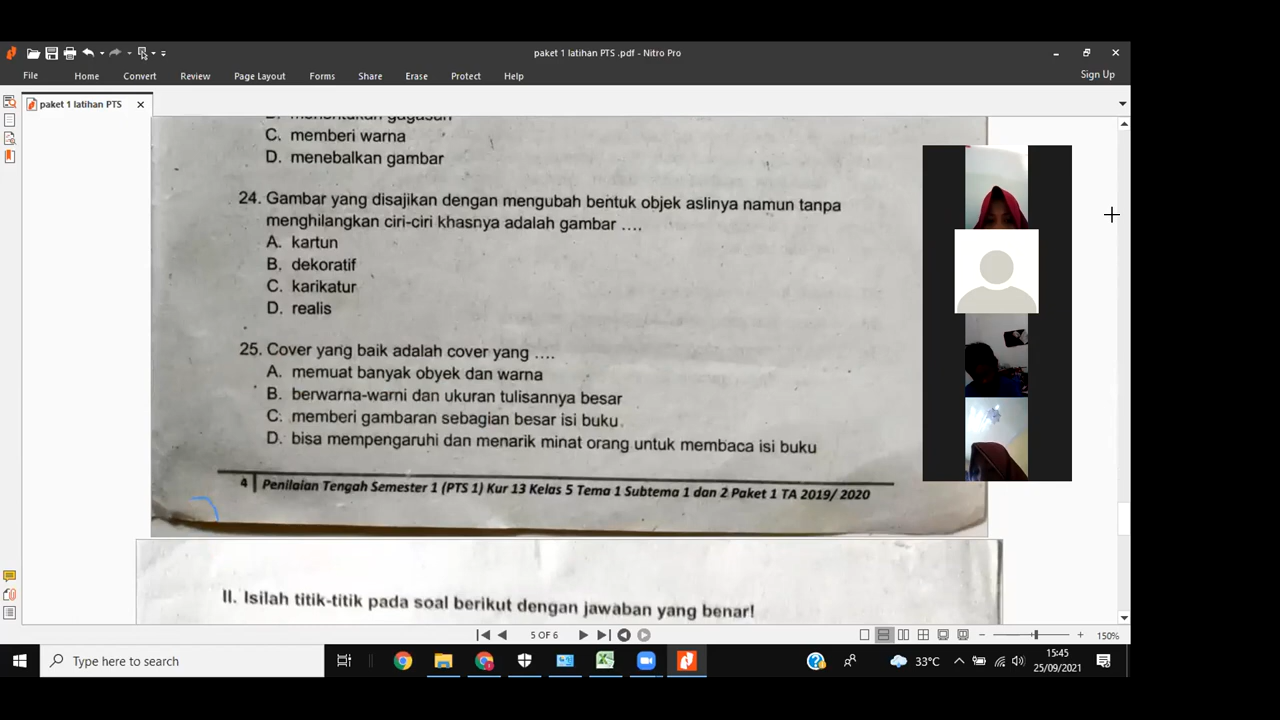 paket 1 latihan PTS .pdf - Nitro Pro
File Home Convert Review Page Layout Forms Share Erase Protect Help
Sign Up
paket 1 latihan PTS
C. memberi warna
D. menebalkan gambar
24. Gambar yang disajikan dengan mengubah bentuk objek aslinya namun tanpa
menghilangkan ciri-ciri khasnya adalah gambar ....
A. kartun
B. dekoratif
C. karikatur
D. realis
25. Cover yang baik adalah cover yang ....
A. memuat banyak obyek dan warna
B. berwarna-warni dan ukuran tulisannya besar
C. memberi gambaran sebagian besar isi buku
D. bisa mempengaruhi dan menarik minat orang untuk membaca isi buku
4 | Penilaian Tengah Semester 1 (PTS 1) Kur 13 Kelas 5 Tema 1 Subtema 1 dan 2 Paket 1 TA 2019/ 2020
II. Isilah titik-titik pada soal berikut dengan jawaban yang benar!
5 OF 6
150%
Type here to search
33°C
15:45
25/09/2021